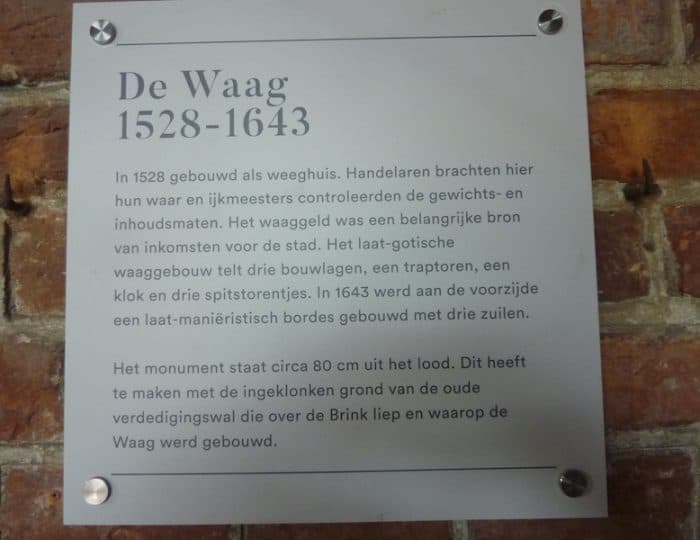 De Waag
1528-1643
In 1528 gebouwd als weeghuis. Handelaren brachten hier
hun waar en ijkmeesters controleerden de gewichts- en
inhoudsmaten. Het waaggeld was een belangrijke bron
van inkomsten voor de stad. Het laat-gotische
waaggebouw telt drie bouwlagen, een traptoren, een
klok en drie spitstorentjes. In 1643 werd aan de voorzijde
een laat-maniëristisch bordes gebouwd met drie zuilen.
Het monument staat circa 80 cm uit het lood. Dit heeft
te maken met de ingeklonken grond van de oude
verdedigingswal die over de Brink liep en waarop de
Waag werd gebouwd.